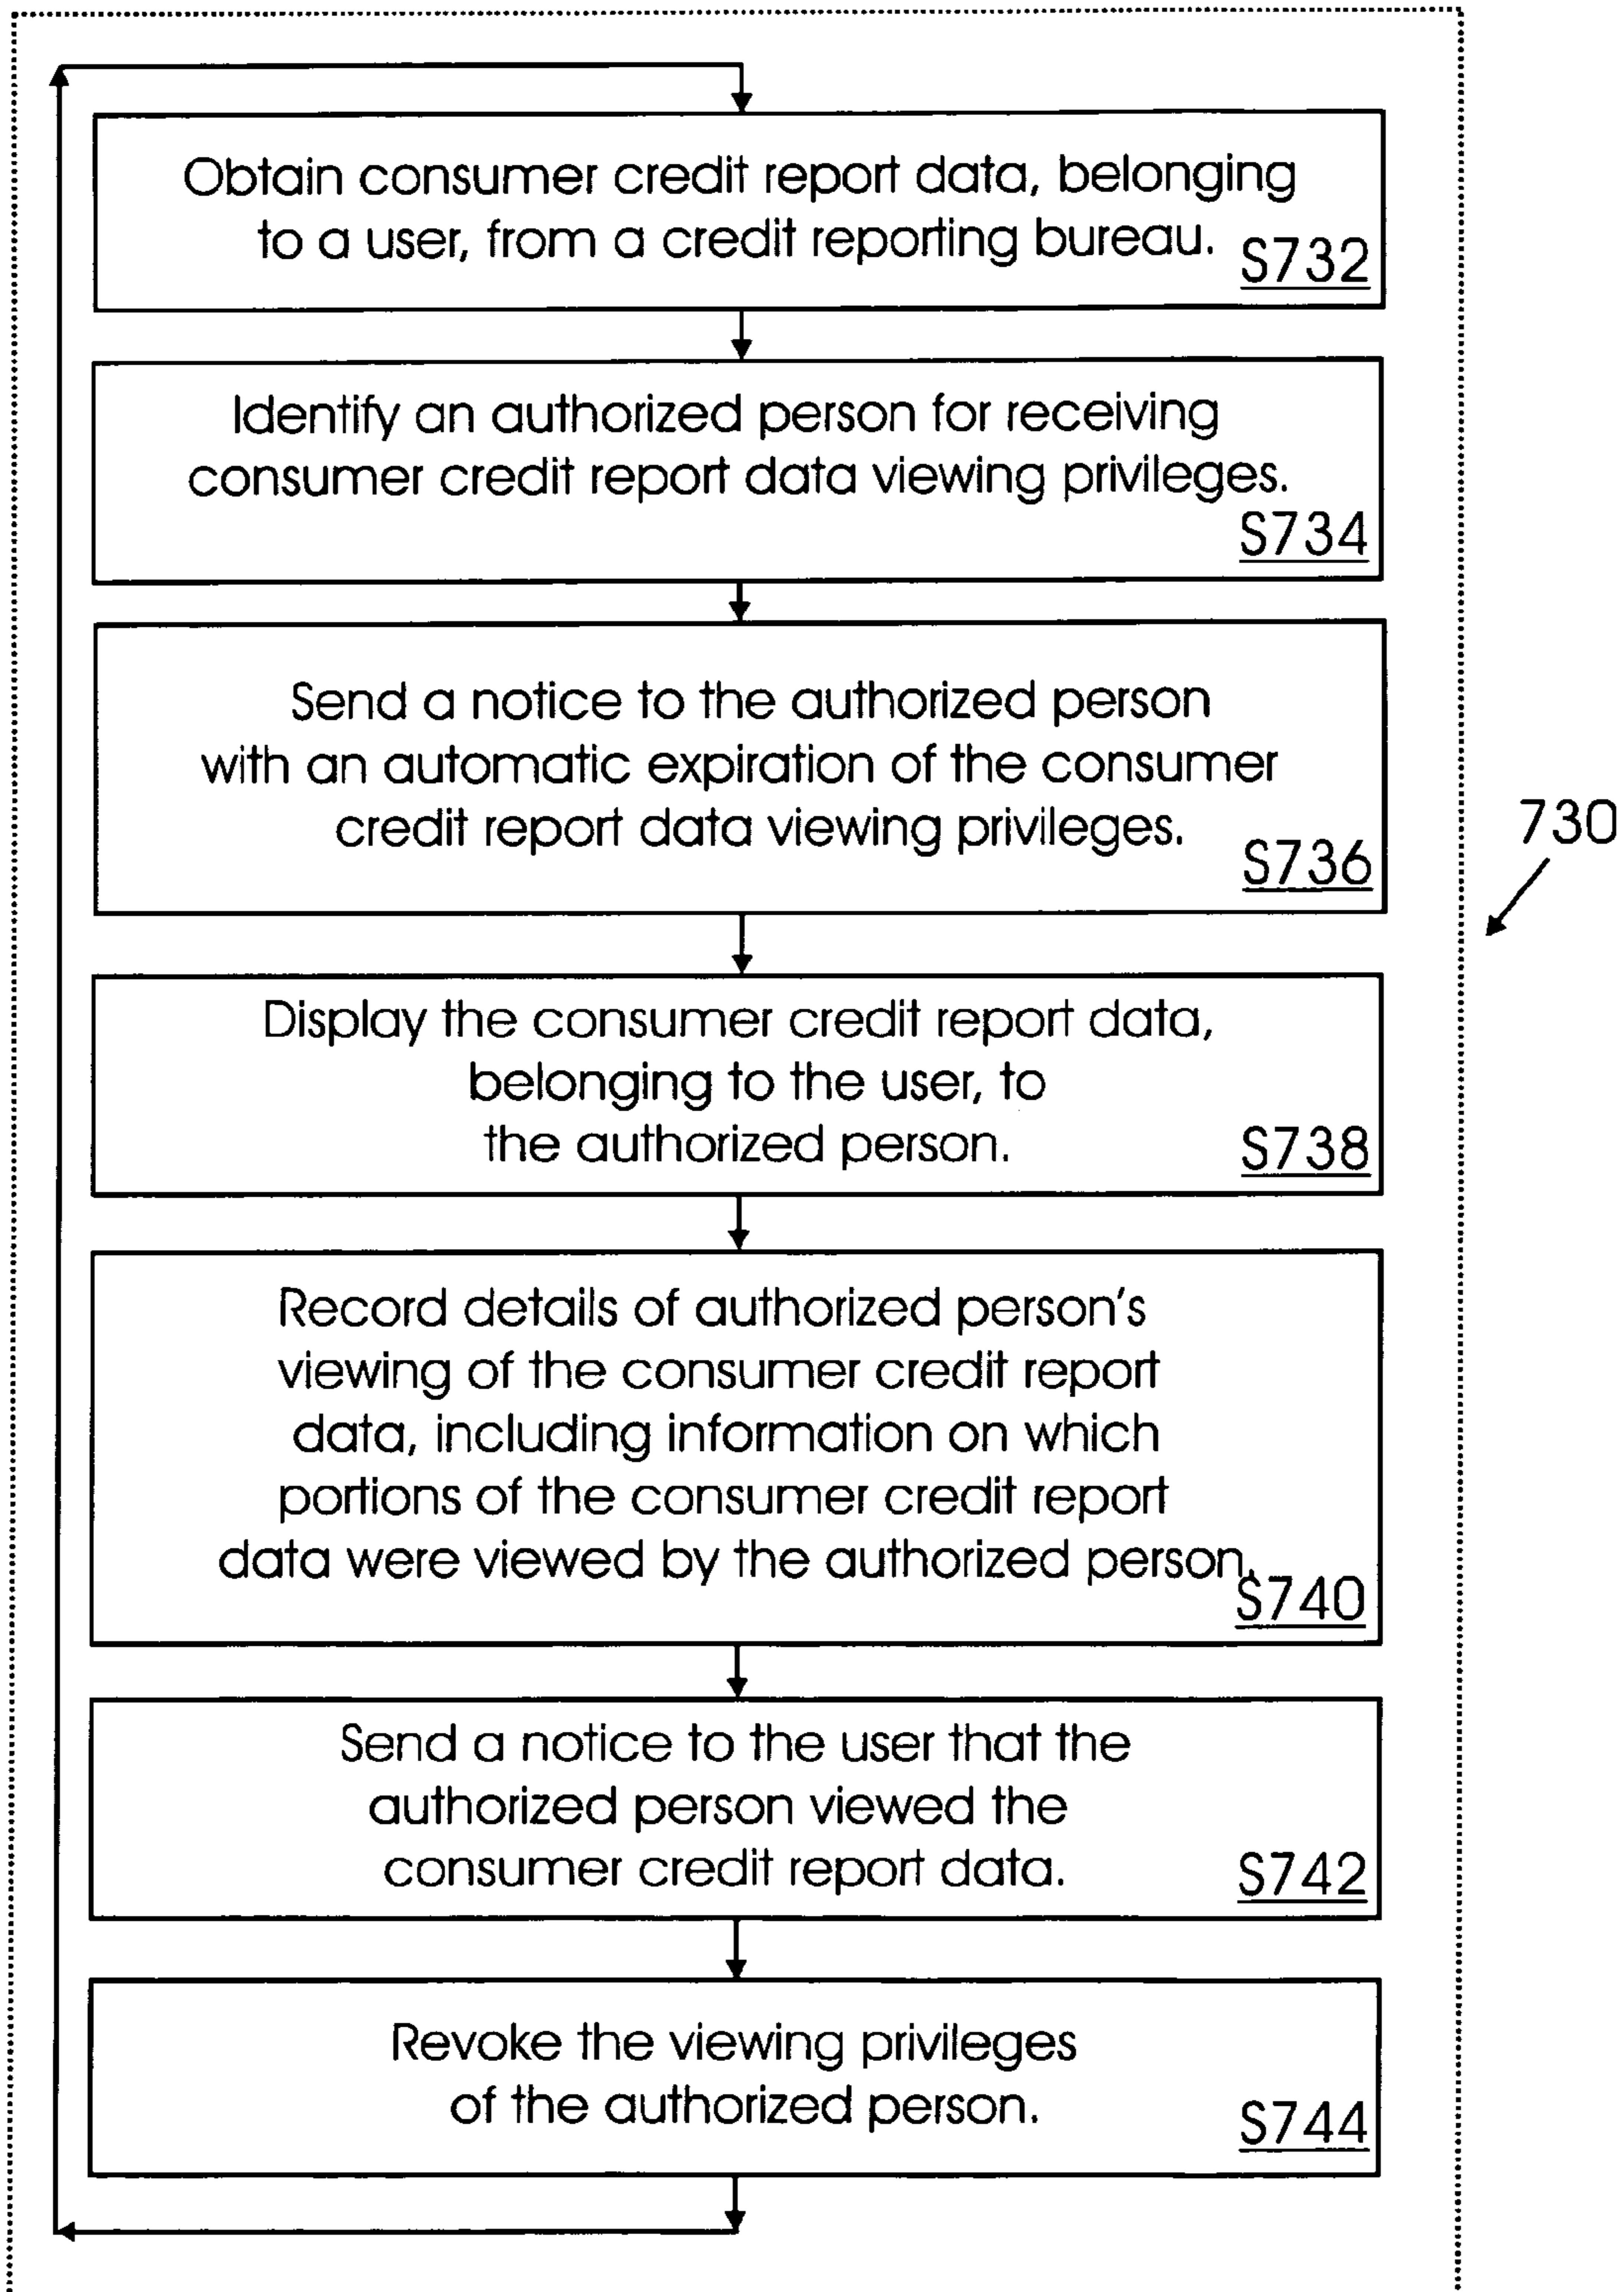 Obtain consumer credit report data, belonging
to a user, from a credit reporting bureau.
S732
Identify an authorized person for receiving
consumer credit report data viewing privileges.
S734
Send a notice to the authorized person
with an automatic expiration of the consumer
credit report data viewing privileges.
S736
730
Display the consumer credit report data,
belonging to the user, to
the authorized person.
S738
Record details of authorized person's
viewing of the consumer credit report
data, including information on which
portions of the consumer credit report
data were viewed by the authorized person.
S740
Send a notice to the user that the
authorized person viewed the
consumer credit report data.
S742
Revoke the viewing privileges
of the authorized person.
S744